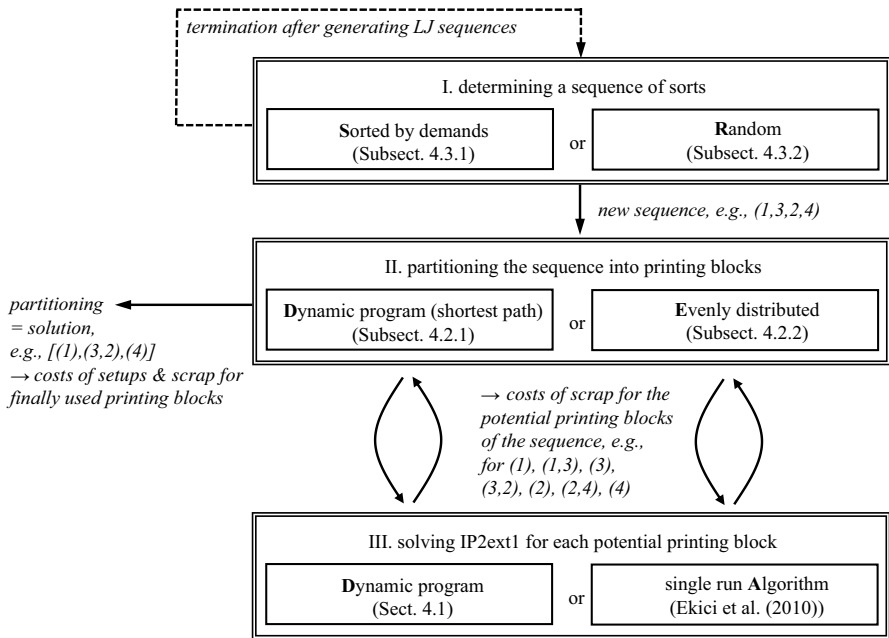 termination after generating LJ sequences
I. determining a sequence of sorts
Sorted by demands
(Subsect. 4.3.1)
or
Random
(Subsect. 4.3.2)
new sequence, e.g., (1,3,2,4)
II. partitioning the sequence into printing blocks
Dynamic program (shortest path)
(Subsect. 4.2.1)
or
Evenly distributed
(Subsect. 4.2.2)
partitioning
= solution,
e.g., [(1),(3,2),(4)]
→ costs of setups & scrap for
finally used printing blocks
→ costs of scrap for the
potential printing blocks
of the sequence, e.g.,
for (1), (1,3), (3),
(3,2), (2), (2,4), (4)
III. solving IP2ext1 for each potential printing block
Dynamic program
(Sect. 4.1)
or
single run Algorithm
(Ekici et al. (2010))